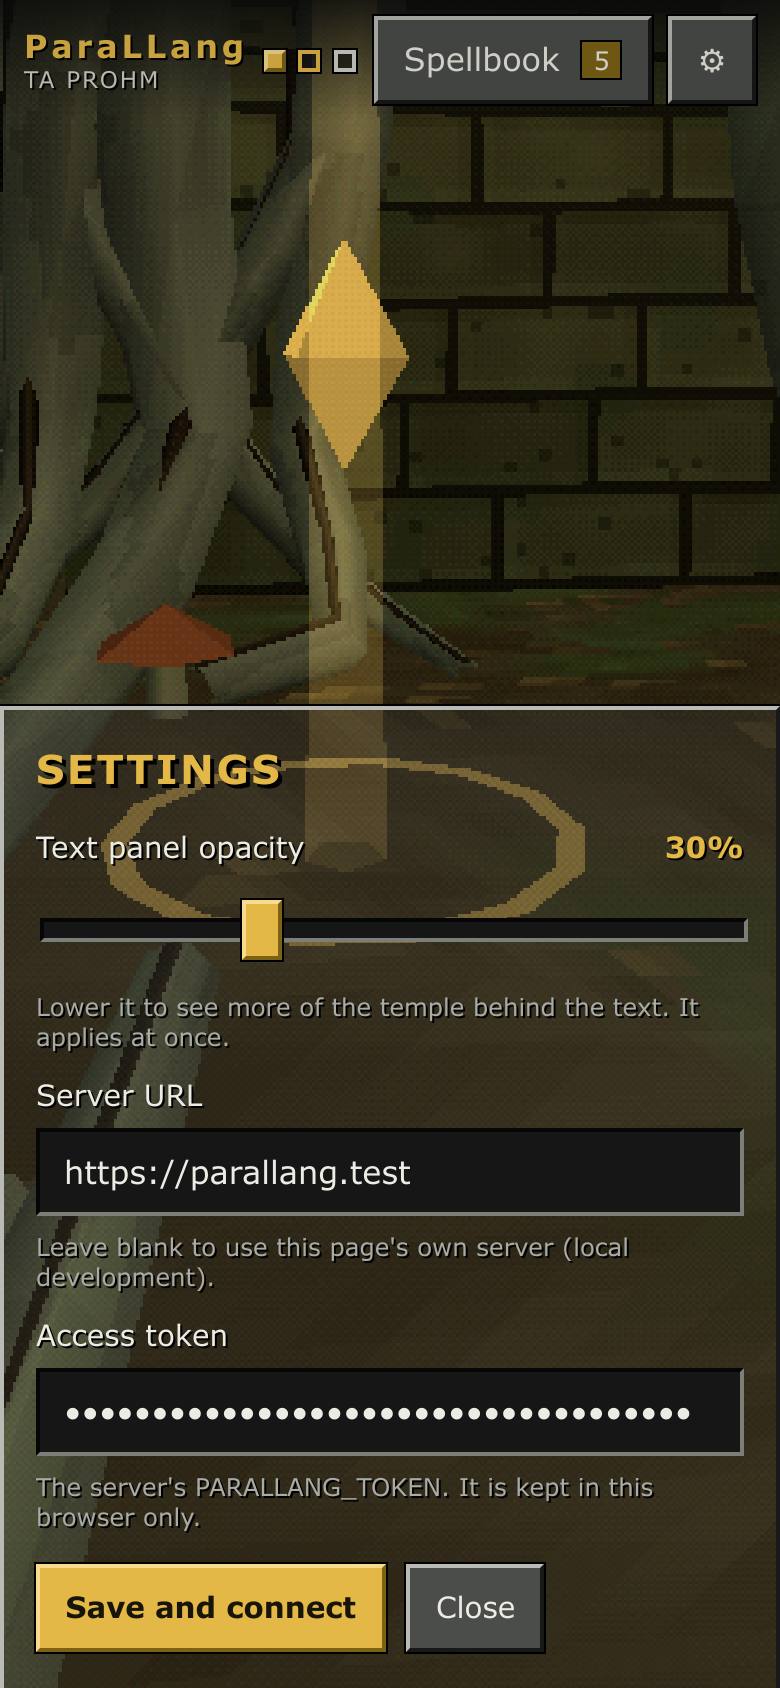 ParaLLang
TA PROHM
Spellbook 5
⚙
SETTINGS
Text panel opacity 30%
Lower it to see more of the temple behind the text. It
applies at once.
Server URL
https://parallang.test
Leave blank to use this page's own server (local
development).
Access token
••••••••••••••••••••••••••••••••••••
The server's PARALLANG_TOKEN. It is kept in this
browser only.
Save and connect Close